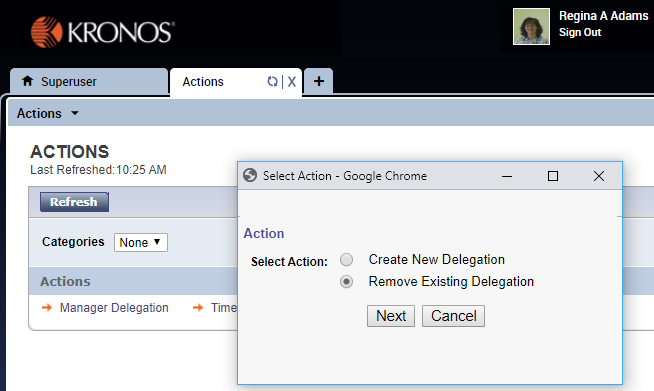 KRONOS®
Regina A Adams
Sign Out
Superuser
Actions
X
+
Actions
ACTIONS
Last Refreshed:10:25 AM
Refresh
Categories None
Actions
Manager Delegation Time
Select Action - Google Chrome
Action
Select Action: Create New Delegation
Remove Existing Delegation
Next Cancel